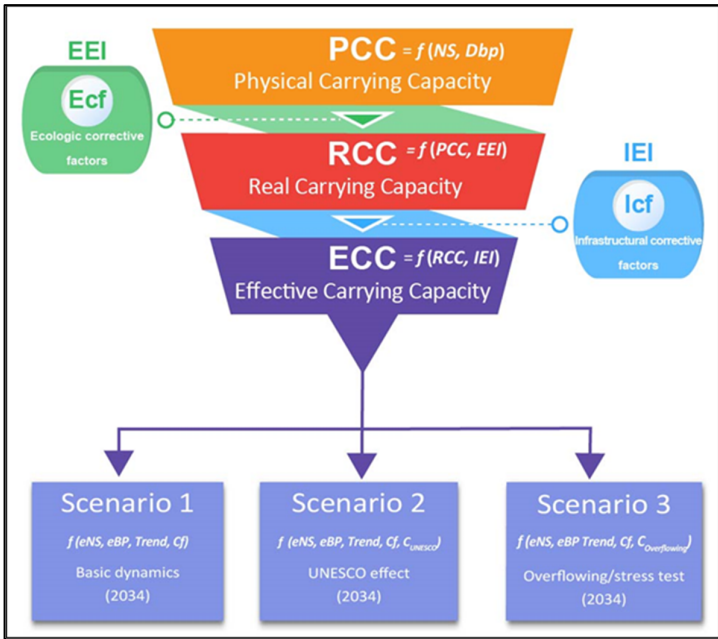 PCC = f (NS, Dbp)
Physical Carrying Capacity
EEI
Ecf
Ecologic corrective
factors
RCC = f (PCC, EEI)
Real Carrying Capacity
IEI
Icf
Infrastructural corrective
factors
ECC = f (RCC, IEI)
Effective Carrying Capacity
Scenario 1
f (eNS, eBP, Trend, Cf)
Basic dynamics
(2034)
Scenario 2
f (eNS, eBP, Trend, Cf, CUNESCO)
UNESCO effect
(2034)
Scenario 3
f (eNS, eBP Trend, Cf, COverflowing)
Overflowing/stress test
(2034)